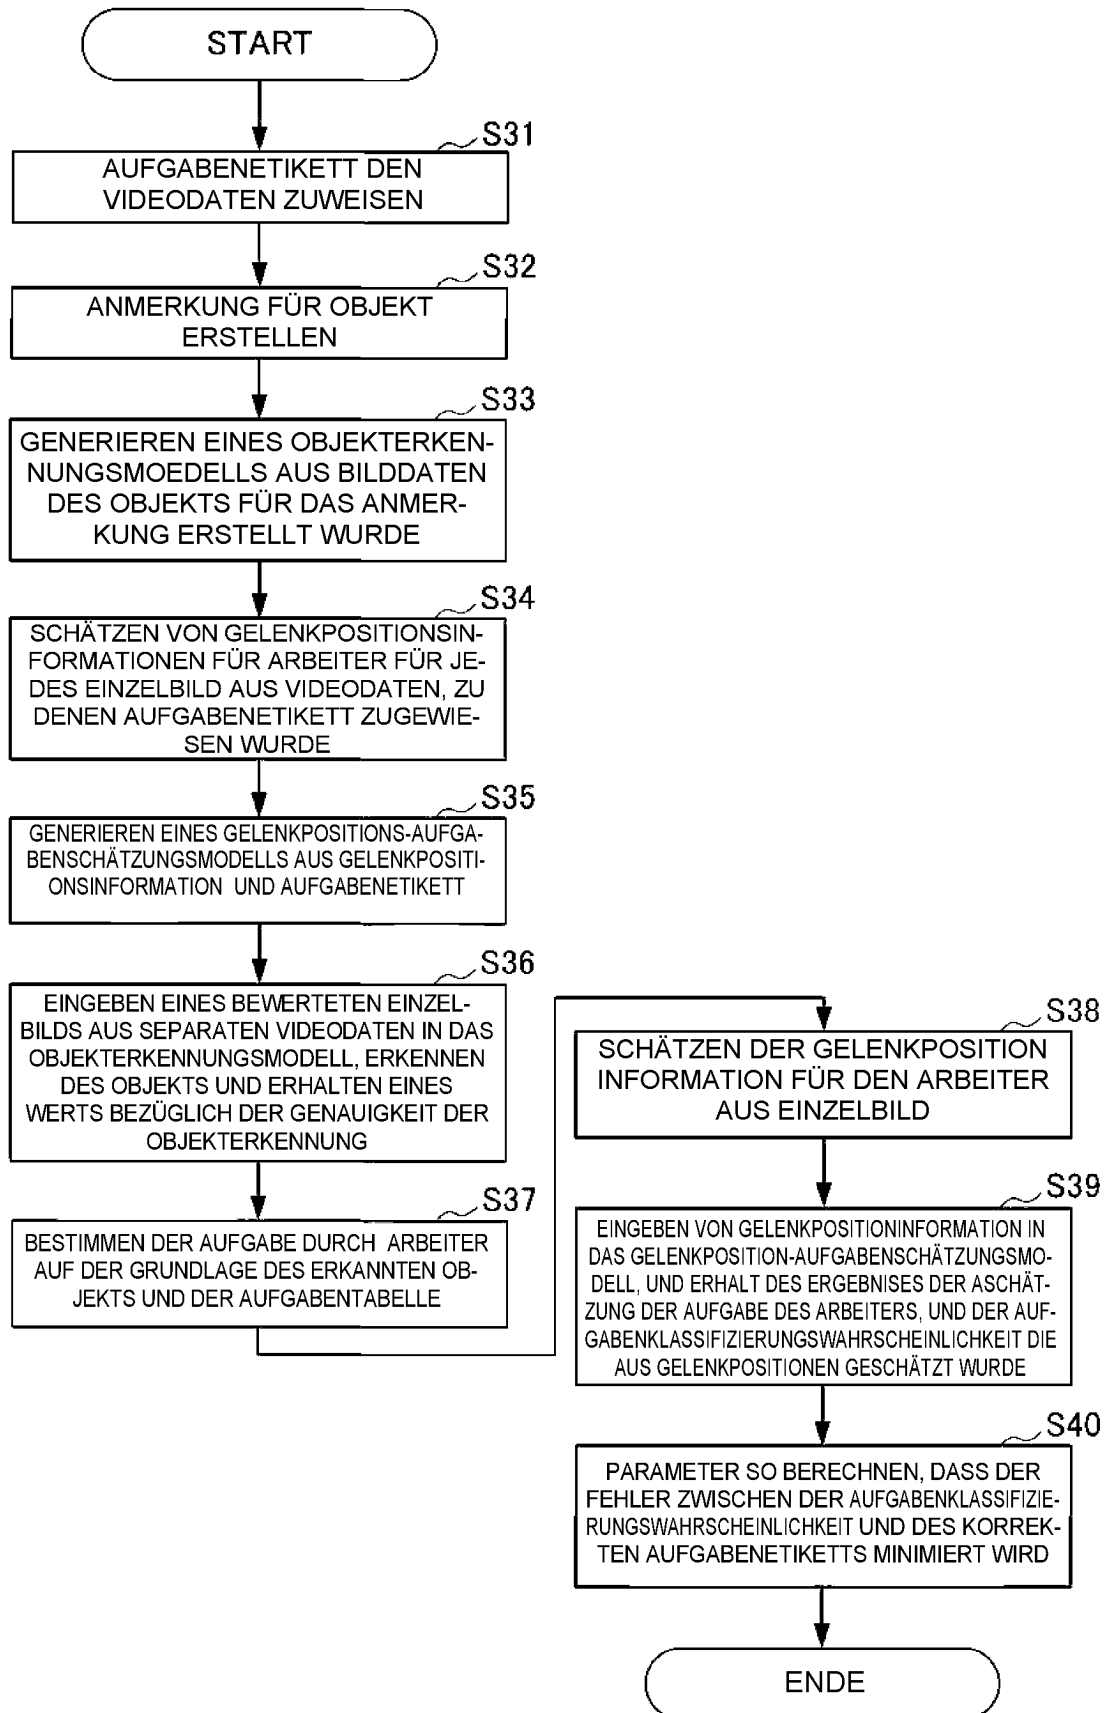 START
S31
AUFGABENETIKETT DEN
VIDEODATEN ZUWEISEN
S32
ANMERKUNG FÜR OBJEKT
ERSTELLEN
S33
GENERIEREN EINES OBJEKTERKEN-
NUNGSMOEDELLS AUS BILDDATEN
DES OBJEKTS FÜR DAS ANMER-
KUNG ERSTELLT WURDE
S34
SCHÄTZEN VON GELENKPOSITIONSIN-
FORMATIONEN FÜR ARBEITER FÜR JE-
DES EINZELBILD AUS VIDEODATEN, ZU
DENEN AUFGABENETIKETT ZUGEWIE-
SEN WURDE
S35
GENERIEREN EINES GELENKPOSITIONS-AUFGA-
BENSCHÄTZUNGSMODELLS AUS GELENKPOSITI-
ONSINFORMATION UND AUFGABENETIKETT
S36
EINGEBEN EINES BEWERTETEN EINZEL-
BILDS AUS SEPARATEN VIDEODATEN IN DAS
OBJEKTERKENNUNGSMODELL, ERKENNEN
DES OBJEKTS UND ERHALTEN EINES
WERTS BEZÜGLICH DER GENAUIGKEIT DER
OBJEKTERKENNUNG
S37
BESTIMMEN DER AUFGABE DURCH ARBEITER
AUF DER GRUNDLAGE DES ERKANNTEN OB-
JEKTS UND DER AUFGABENTABELLE
S38
SCHÄTZEN DER GELENKPOSITION
INFORMATION FÜR DEN ARBEITER
AUS EINZELBILD
S39
EINGEBEN VON GELENKPOSITIONINFORMATION IN
DAS GELENKPOSITION-AUFGABENSCHÄTZUNGSMO-
DELL, UND ERHALT DES ERGEBNISES DER ASCHÄT-
ZUNG DER AUFGABE DES ARBEITERS, UND DER AUF-
GABENKLASSIFIZIERUNGSWAHRSCHEINLICHKEIT DIE
AUS GELENKPOSITIONEN GESCHÄTZT WURDE
S40
PARAMETER SO BERECHNEN, DASS DER
FEHLER ZWISCHEN DER AUFGABENKLASSIFIZIE-
RUNGSWAHRSCHEINLICHKEIT UND DES KORREK-
TEN AUFGABENETIKETTS MINIMIERT WIRD
ENDE